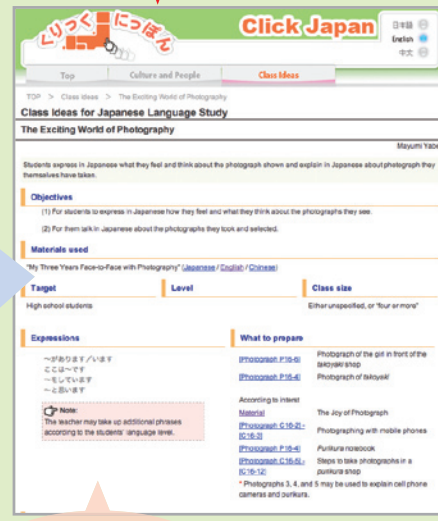 くりっく にっぽん
Click Japan
日本語
English
中文
Top
Culture and People
Class Ideas
TOP > Class Ideas > The Exciting World of Photography
Class Ideas for Japanese Language Study
The Exciting World of Photography
Mayumi Yabe
Students express in Japanese what they feel and think about the photograph shown and explain in Japanese about photograph they
themselves have taken.
Objectives
(1) For students to express in Japanese how they feel and what they think about the photographs they see.
(2) For them talk in Japanese about the photographs they took and selected.
Materials used
"My Three Years Face-to-Face with Photography" (Japanese / English / Chinese)
Target
Level
Class size
High school students
Either unspecified, or "four or more"
Expressions
～があります／います
ここは～です
～をしています
～と思います
Note:
The teacher may take up additional phrases
according to the students' language level.
What to prepare
[Photograph P16-6]
Photograph of the girl in front of the
takoyaki shop
[Photograph P16-4]
Photograph of takoyaki
According to interest
Material
The Joy of Photograph
[Photograph C16-2] -
[C16-3]
Photographing with mobile phones
[Photograph P16-4]
Purikura notebook
[Photograph C16-5] -
[C16-12]
Steps to take photographs in a
purikura shop
* Photographs 3, 4, and 5 may be used to explain cell phone
cameras and purikura.